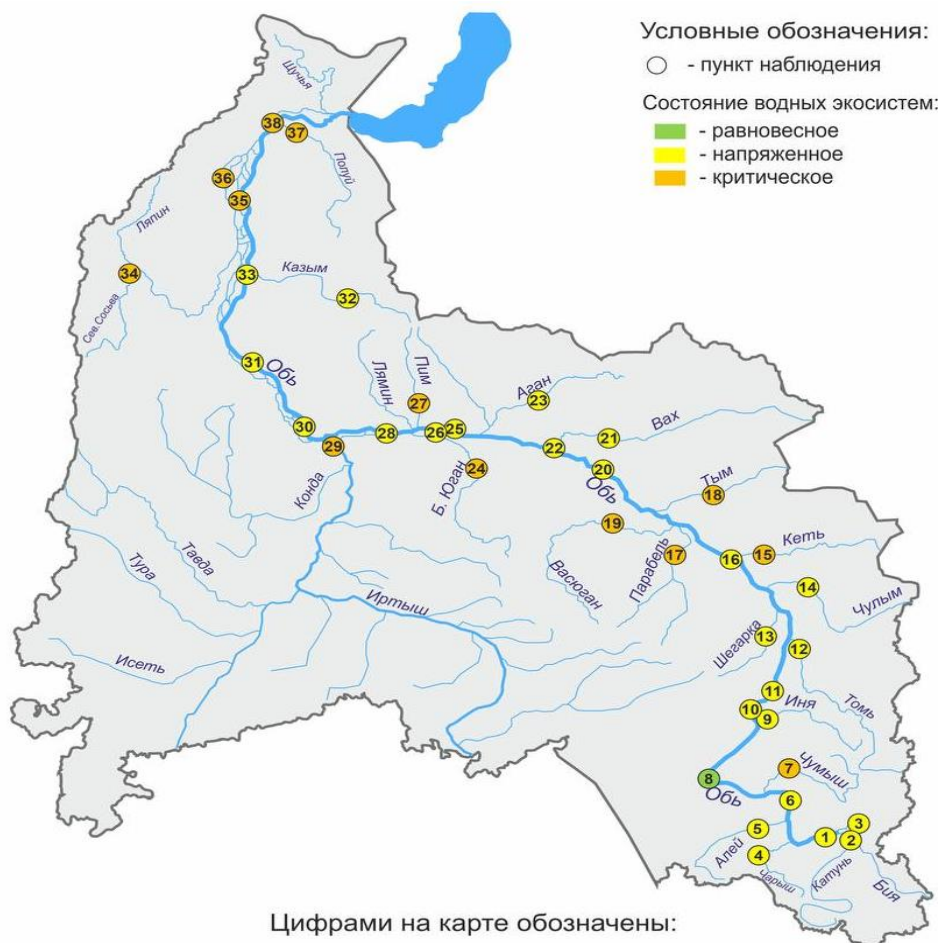 Условные обозначения:
- пункт наблюдения
Состояние водных экосистем:
- равновесное
- напряженное
- критическое
Щучья
38
37
Полуй
36
35
Ляпин
34
33
Казым
32
Сев.Сосьва
31
Обь
Лямин
Пим
27
Аган
23
30
28
26
25
29
22
21
Вах
20
Обь
Конда
Б. Юган
24
Тым
18
19
17
16
15
Кеть
Васюган
Парабель
14
Чулым
Тура
Тавда
Иртыш
Исеть
13
Шегарка
12
11
10
9
Иня
Томь
8
Обь
7
Чумыш
6
5
Алей
4
Чарыш
1
3
2
Катунь
Бия
Цифрами на карте обозначены: